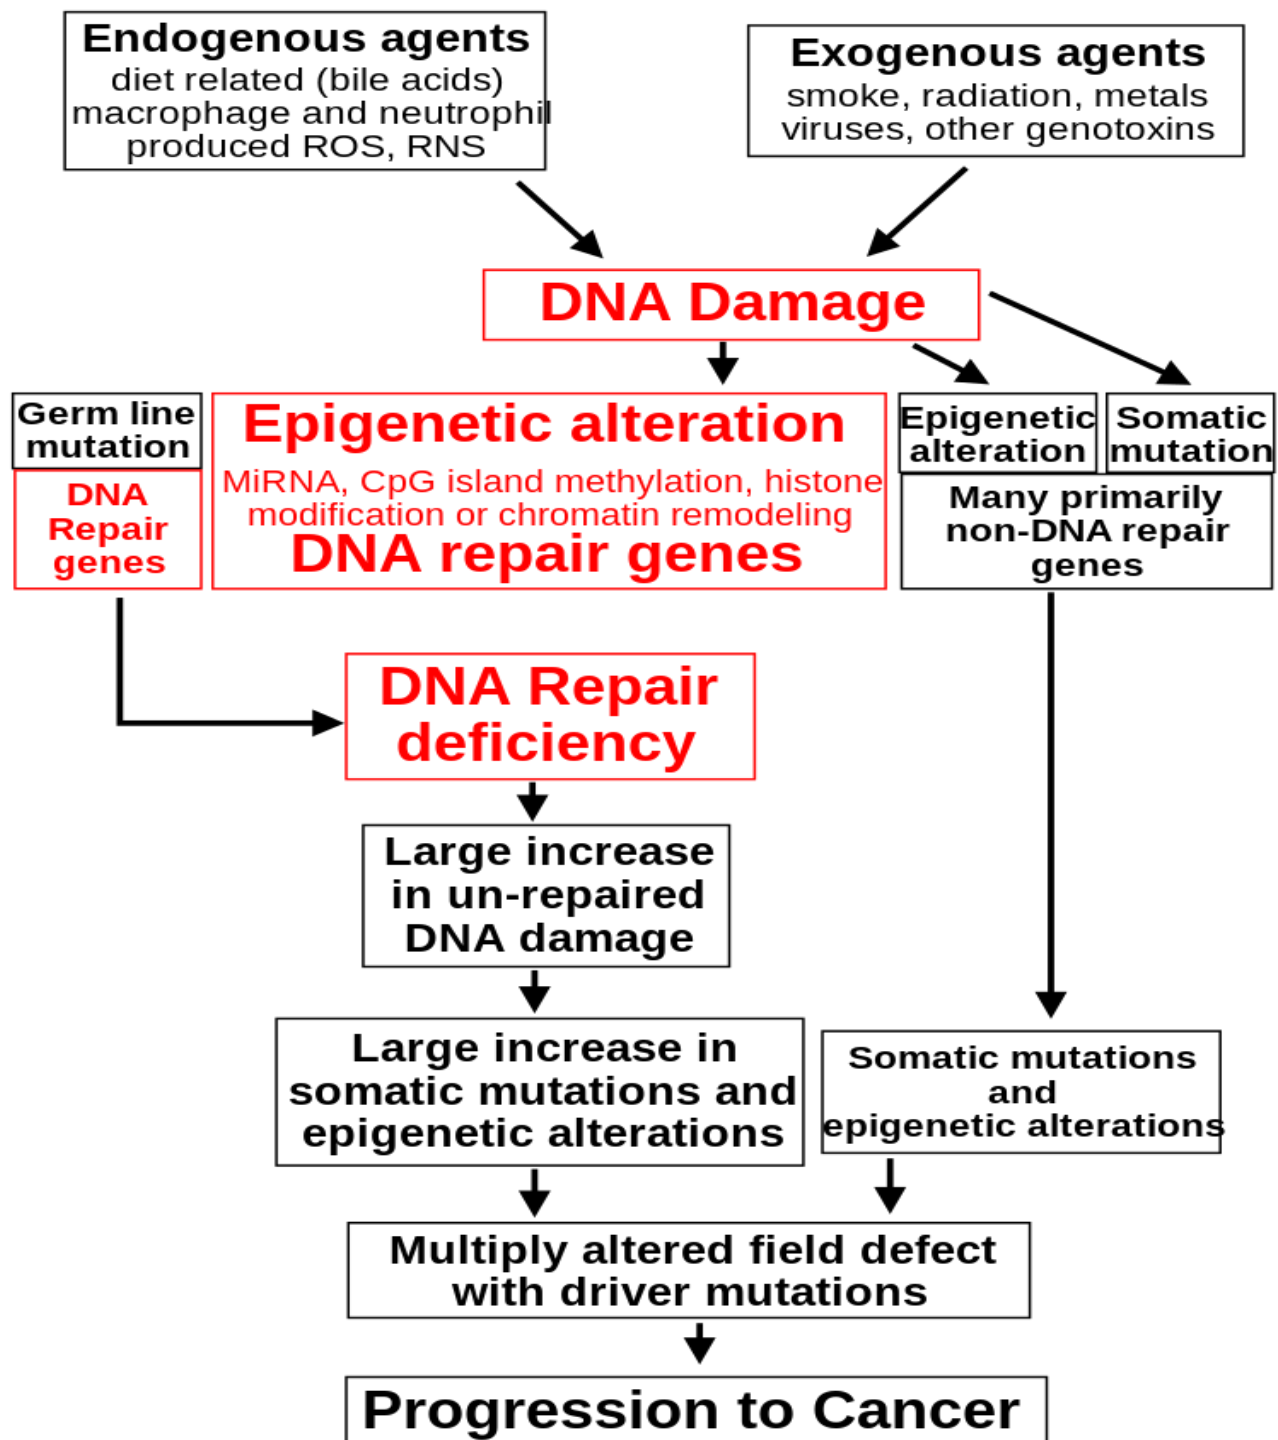 Endogenous agents
diet related (bile acids)
macrophage and neutrophil
produced ROS, RNS
Exogenous agents
smoke, radiation, metals
viruses, other genotoxins
DNA Damage
Germ line
mutation
DNA
Repair
genes
Epigenetic alteration
MiRNA, CpG island methylation, histone
modification or chromatin remodeling
DNA repair genes
Epigenetic
alteration
Somatic
mutation
Many primarily
non-DNA repair
genes
DNA Repair
deficiency
Large increase
in un-repaired
DNA damage
Large increase in
somatic mutations and
epigenetic alterations
Somatic mutations
and
epigenetic alterations
Multiply altered field defect
with driver mutations
Progression to Cancer